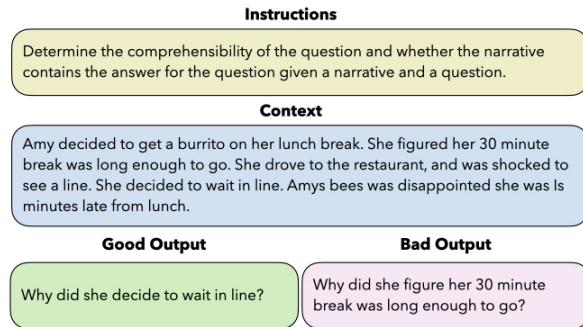 Instructions
Determine the comprehensibility of the question and whether the narrative
contains the answer for the question given a narrative and a question.
Context
Amy decided to get a burrito on her lunch break. She figured her 30 minute
break was long enough to go. She drove to the restaurant, and was shocked to
see a line. She decided to wait in line. Amys bees was disappointed she was Is
minutes late from lunch.
Good Output
Why did she decide to wait in line?
Bad Output
Why did she figure her 30 minute
break was long enough to go?